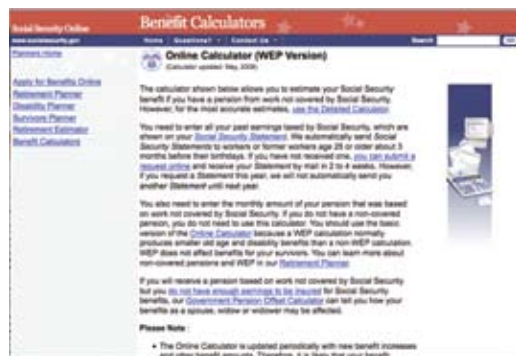 Social Security Online
Benefit Calculators
www.socialsecurity.gov
Home Questions? Contact Us Search
Planners Home
Online Calculator (WEP Version)
(Calculator updated: May, 2008)
Apply for Benefits Online
Retirement Planner
Disability Planner
Survivors Planner
Retirement Estimator
Benefit Calculators
The calculator shown below allows you to estimate your Social Security
benefit if you have a pension from work not covered by Social Security.
However, for the most accurate estimates, use the Detailed Calculator.
You need to enter all your past earnings taxed by Social Security, which are
shown on your Social Security Statement. We automatically send Social
Security Statements to workers or former workers age 25 or older about 3
months before their birthdays. If you have not received one, you can submit a
request online and receive your Statement by mail in 2 to 4 weeks. However,
if you request a Statement this year, we will not automatically send you
another Statement until next year.
You also need to enter the monthly amount of your pension that was based
on work not covered by Social Security. If you do not have a non-covered
pension, you do not need to use this calculator. You should use the basic
version of the Online Calculator because a WEP calculation normally
produces smaller old age and disability benefits than a non-WEP calculation.
WEP does not affect benefits for your survivors. You can learn more about
non-covered pensions and WEP in our Retirement Planner.
If you will receive a pension based on work not covered by Social Security
but you do not have enough earnings to be insured for Social Security
benefits, our Government Pension Offset Calculator can tell you how your
benefits as a spouse, widow or widower may be affected.
Please Note :
• The Online Calculator is updated periodically with new benefit increases
and other benefit amounts. Therefore, it is likely that your benefit